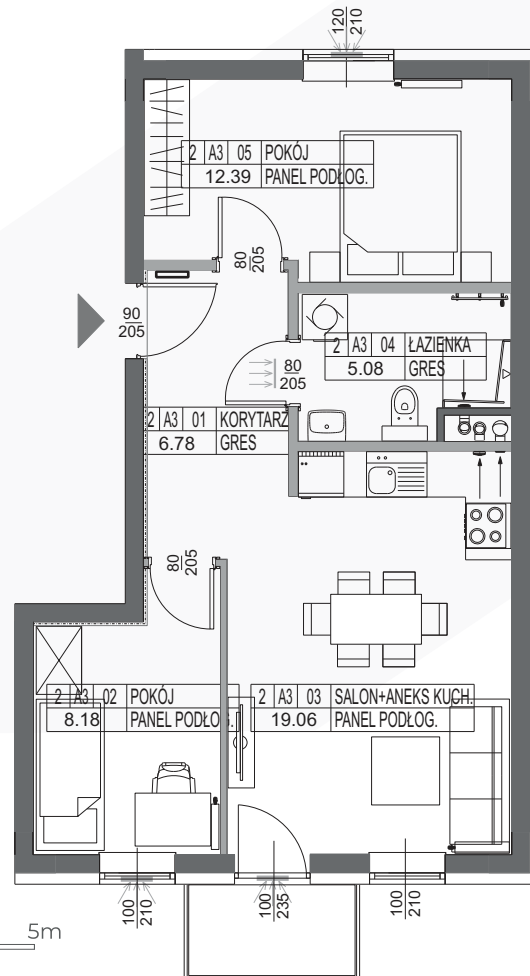 120
210
2 A3 05 POKÓJ
12.39 PANEL PODŁOG.
80
205
90
205
2 A3 04 ŁAZIENKA
5.08 GRES
80
205
2 A3 01 KORYTARZ
6.78 GRES
80
205
2 A3 02 POKÓJ
8.18 PANEL PODŁOG.
2 A3 03 SALON+ANEKS KUCH.
19.06 PANEL PODŁOG.
100
210
100
235
100
210
5m